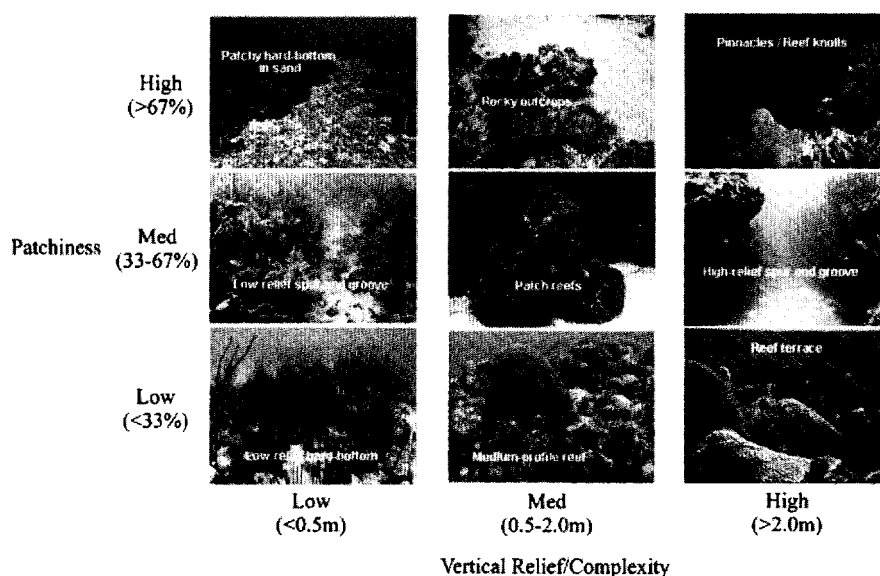 Patchy hard-bottom
in sand
Rocky outcrops
Pinnacles / Reef knolls
High
(>67%)
Patchiness
Med
(33-67%)
Low relief spur and groove
Patch reefs
High-relief spur and groove
Low
(<33%)
Low relief hard-bottom
Medium-profile reef
Reef terrace
Low
(<0.5m)
Med
(0.5-2.0m)
High
(>2.0m)
Vertical Relief/Complexity